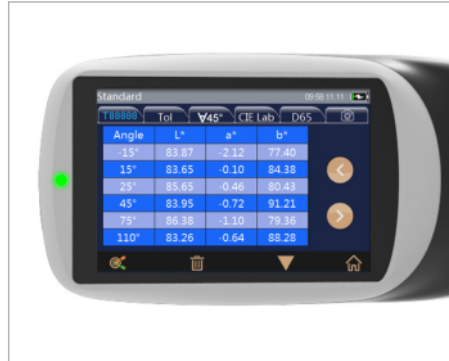 Standard 09:58 11.11
T88888 Tol ∀45° CIE Lab D65
Angle L* a* b*
-15° 83.87 -2.12 77.40
15° 83.65 -0.10 84.38
25° 85.65 -0.46 80.43
45° 83.95 -0.72 91.21
75° 86.38 -1.10 79.36
110° 83.26 -0.64 88.28